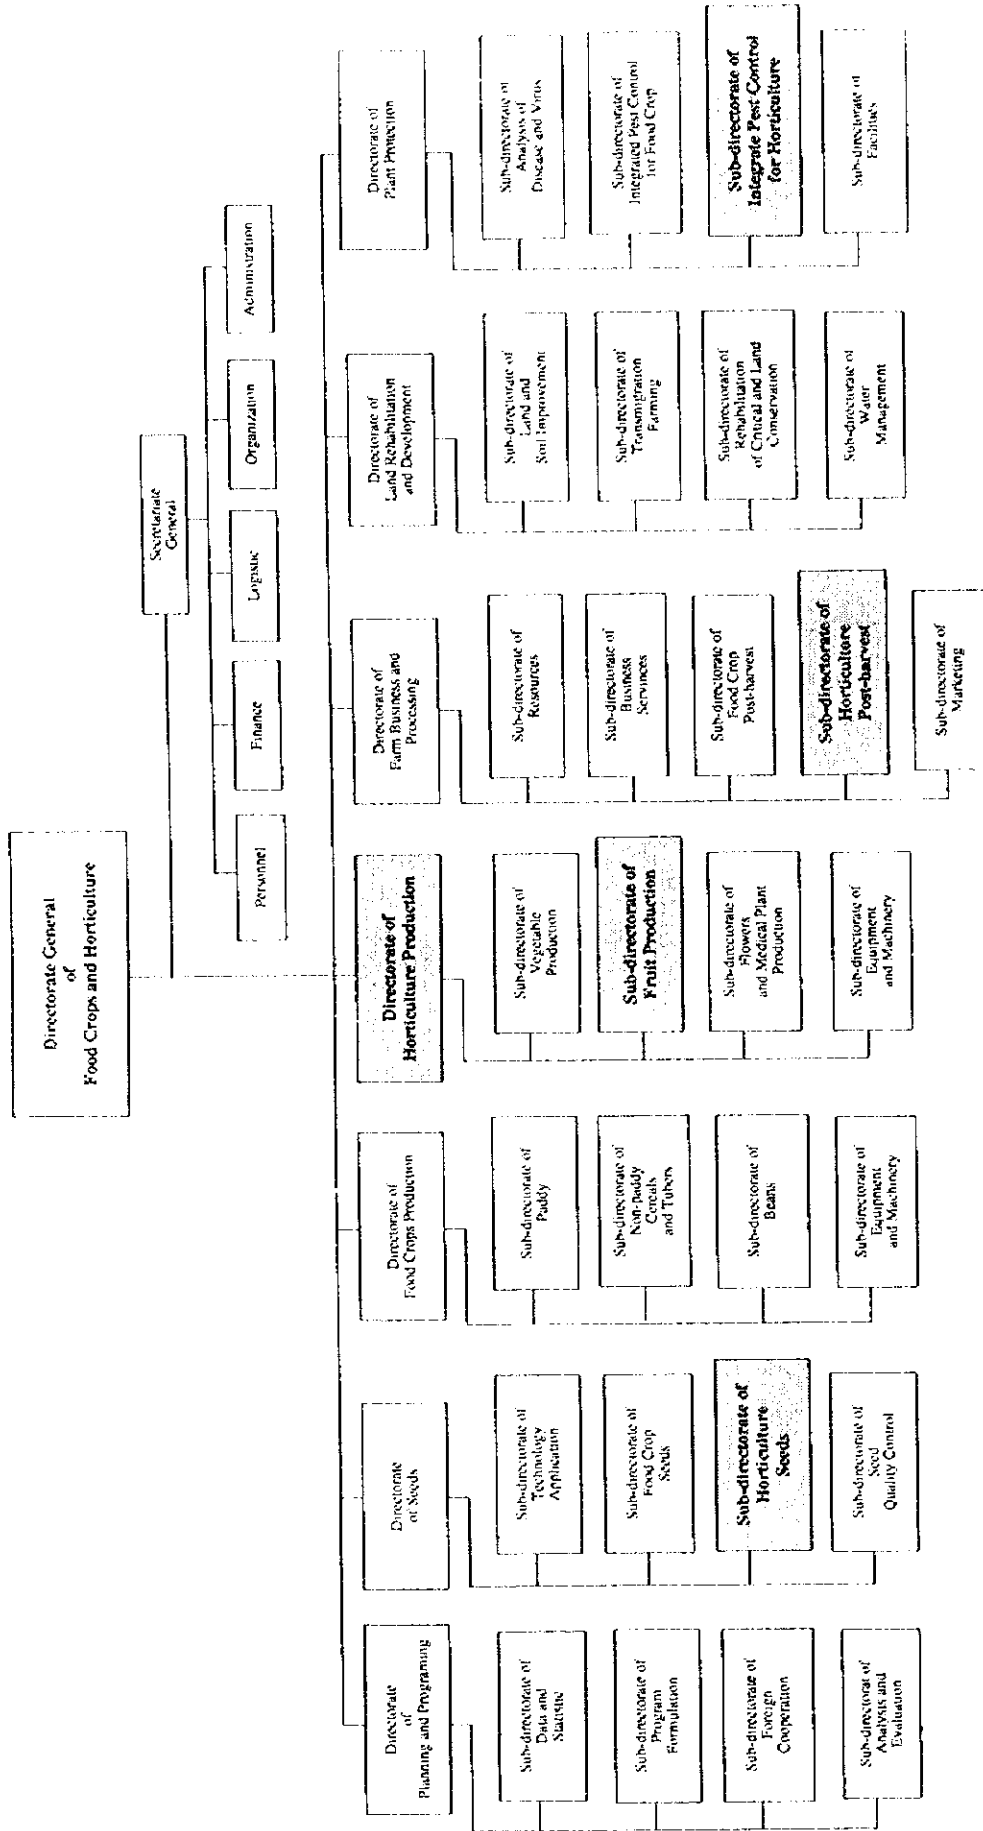 Directorate General
of
Food Crops and Horticulture
Secretariate
General
Personnel
Finance
Logistic
Organization
Administration
Directorate
of
Planning and Programing
Sub-directorate of
Data and
Statistic
Sub-directorate of
Program
Formulation
Sub-directorate of
Foreign
Cooperation
Sub-directorat of
Analysis and
Evaluation
Directorate
of Seeds
Sub-directorate of
Technology
Application
Sub-directorate of
Food Crop
Seeds
Sub-directorate of
Horticulture
Seeds
Sub-directorate of
Seed
Quality Control
Directorate of
Food Crops Production
Sub-directorate of
Paddy
Sub-directorate of
Non-paddy
Cereals
and Tubers
Sub-directorate of
Beans
Sub-directorate of
Equipment
and Machinery
Directorate of
Horticulture Production
Sub-directorate of
Vegetable
Production
Sub-directorate of
Fruit Production
Sub-directorate of
Flowers
and Medical Plant
Production
Sub-directorate of
Equipment
and Machinery
Directorate of
Farm Business and
Processing
Sub-directorate of
Resources
Sub-directorate of
Business
Servinces
Sub-directorate of
Food Crop
Post-harvest
Sub-directorate of
Horticulture
Post-harvest
Sub-directorate of
Marketing
Directorate of
Land Rehabilitation
and Development
Sub-directorate of
Land and
Soil Improvement
Sub-directorate of
Transmigration
Farming
Sub-directorate of
Rehabilitation
of Critical and Land
Conservation
Sub-directorate of
Water
Management
Directorate of
Plant Protection
Sub-directorate of
Analysis of
Disease and Virus
Sub-directorate of
Integrated Pest Control
for Food Crop
Sub-directorate of
Integrate Pest Control
for Horticulture
Sub-directorate of
Facilities